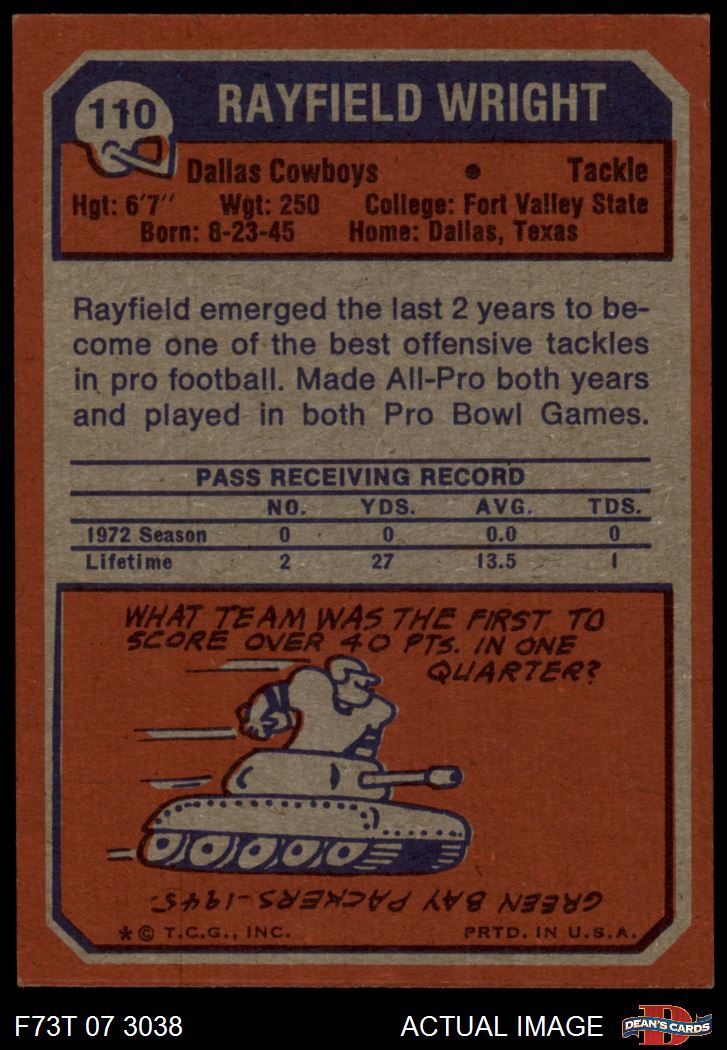 110
RAYFIELD WRIGHT
Dallas Cowboys • Tackle
Hgt: 6'7" Wgt: 250 College: Fort Valley State
Born: 8-23-45 Home: Dallas, Texas
Rayfield emerged the last 2 years to be-
come one of the best offensive tackles
in pro football. Made All-Pro both years
and played in both Pro Bowl Games.
PASS RECEIVING RECORD
NO. YDS. AVG. TDS.
1972 Season 0 0 0.0 0
Lifetime 2 27 13.5 1
WHAT TEAM WAS THE FIRST TO
SCORE OVER 40 PTS. IN ONE
QUARTER?
GREEN BAY PACKERS-1945.
* © T.C.G., INC. PRTD. IN U.S.A.
F73T 07 3038 ACTUAL IMAGE D DEAN'S CARDS